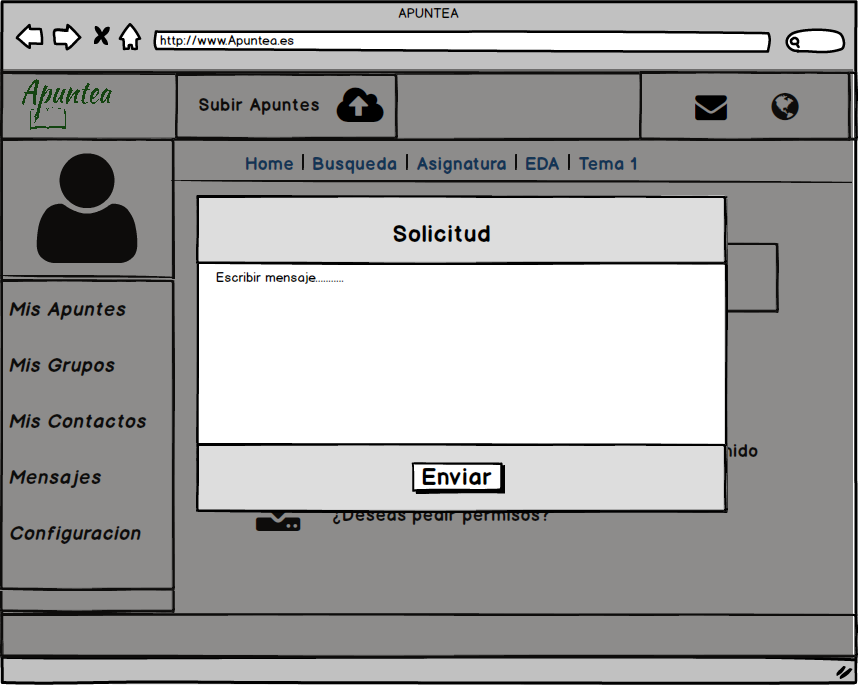 APUNTEA
http://www.Apuntea.es
Apuntea
Subir Apuntes
Home | Busqueda | Asignatura | EDA | Tema 1
Solicitud
Escribir mensaje...........
Mis Apuntes
Mis Grupos
Mis Contactos
Mensajes
Configuracion
Enviar
¿Deseas pedir permisos?